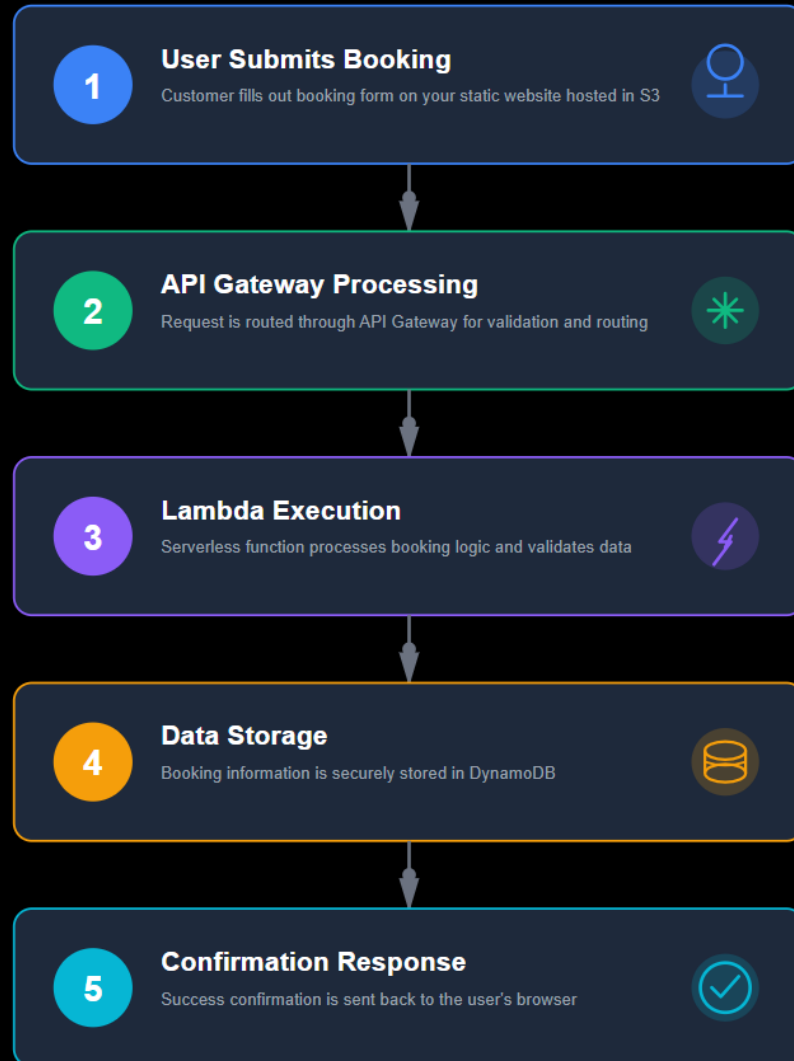 1
User Submits Booking
Customer fills out booking form on your static website hosted in S3
2
API Gateway Processing
Request is routed through API Gateway for validation and routing
3
Lambda Execution
Serverless function processes booking logic and validates data
4
Data Storage
Booking information is securely stored in DynamoDB
5
Confirmation Response
Success confirmation is sent back to the user's browser